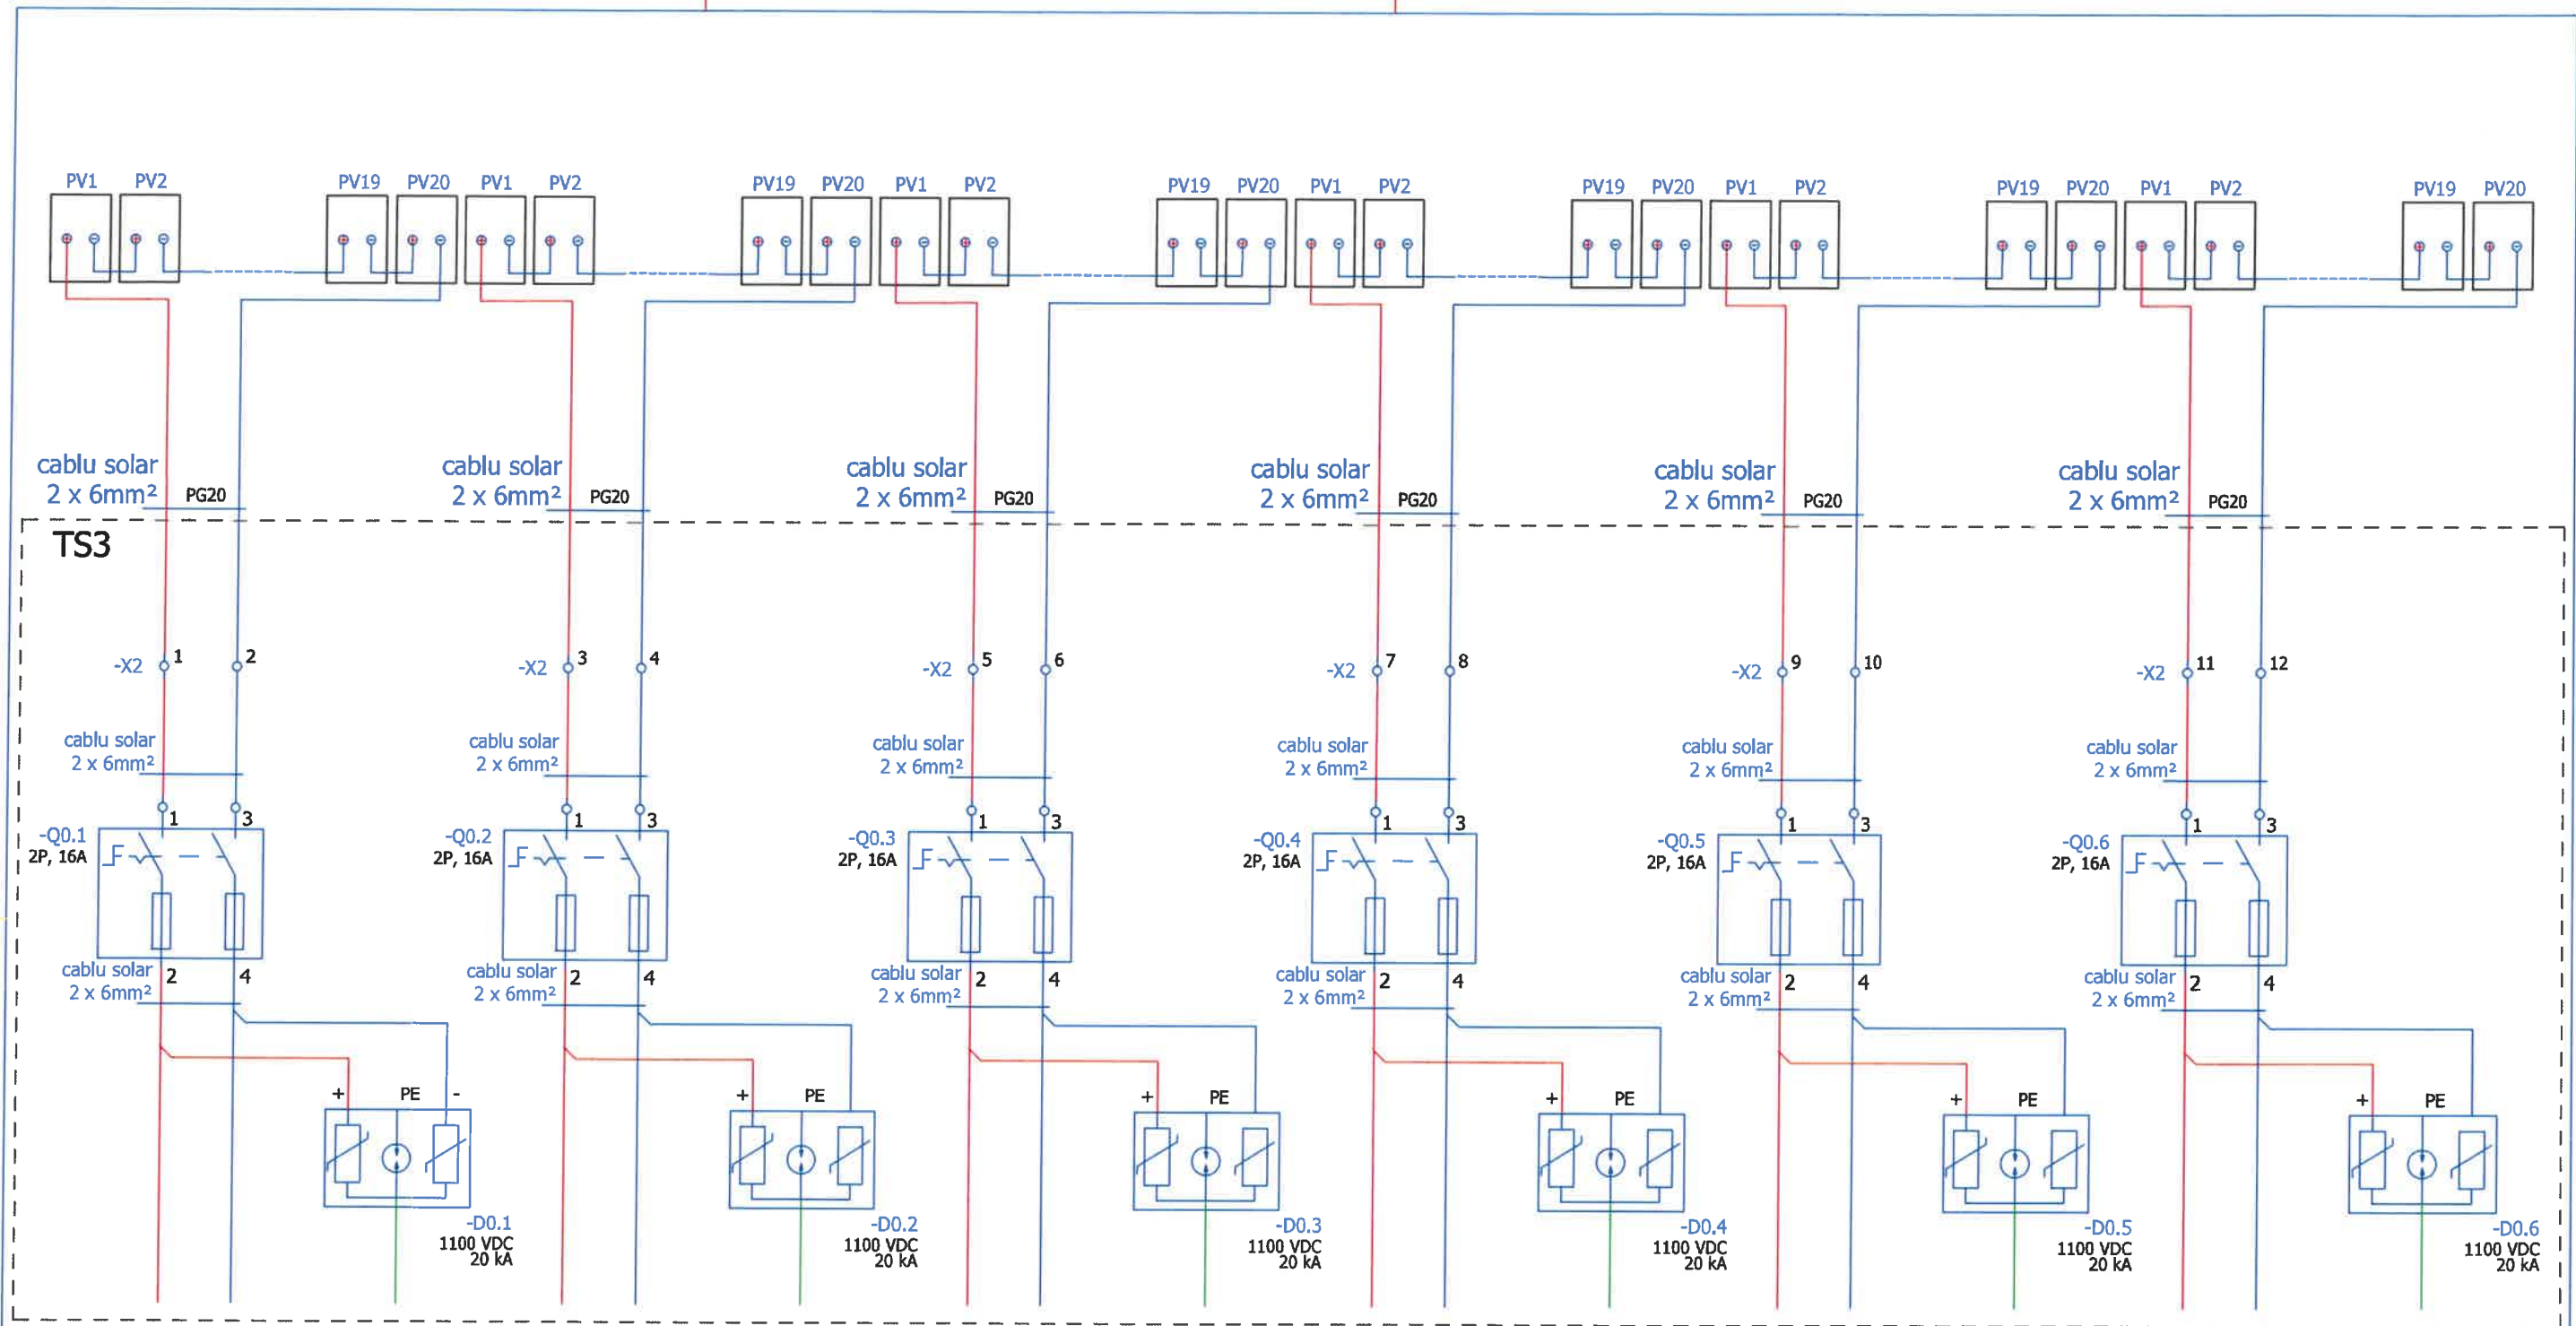 PV1 PV2 PV19 PV20 PV1 PV2 PV19 PV20 PV1 PV2 PV19 PV20 PV1 PV2 PV19 PV20 PV1 PV2 PV19 PV20 PV1 PV2 PV19 PV20
cablu solar cablu solar cablu solar cablu solar cablu solar cablu solar
2 x 6mm² PG20 2 x 6mm² PG20 2 x 6mm² PG20 2 x 6mm² PG20 2 x 6mm² PG20 2 x 6mm² PG20
TS3
-X2 1 2 -X2 3 4 -X2 5 6 -X2 7 8 -X2 9 10 -X2 11 12
cablu solar cablu solar cablu solar cablu solar cablu solar cablu solar
2 x 6mm² 2 x 6mm² 2 x 6mm² 2 x 6mm² 2 x 6mm² 2 x 6mm²
1 3 1 3 1 3 1 3 1 3 1 3
-Q0.1 -Q0.2 -Q0.3 -Q0.4 -Q0.5 -Q0.6
2P, 16A 2P, 16A 2P, 16A 2P, 16A 2P, 16A 2P, 16A
cablu solar 2 4 cablu solar 2 4 cablu solar 2 4 cablu solar 2 4 cablu solar 2 4 cablu solar 2 4
2 x 6mm² 2 x 6mm² 2 x 6mm² 2 x 6mm² 2 x 6mm² 2 x 6mm²
+ PE - + PE + PE + PE + PE + PE
-D0.1 -D0.2 -D0.3 -D0.4 -D0.5 -D0.6
1100 VDC 1100 VDC 1100 VDC 1100 VDC 1100 VDC 1100 VDC
20 kA 20 kA 20 kA 20 kA 20 kA 20 kA